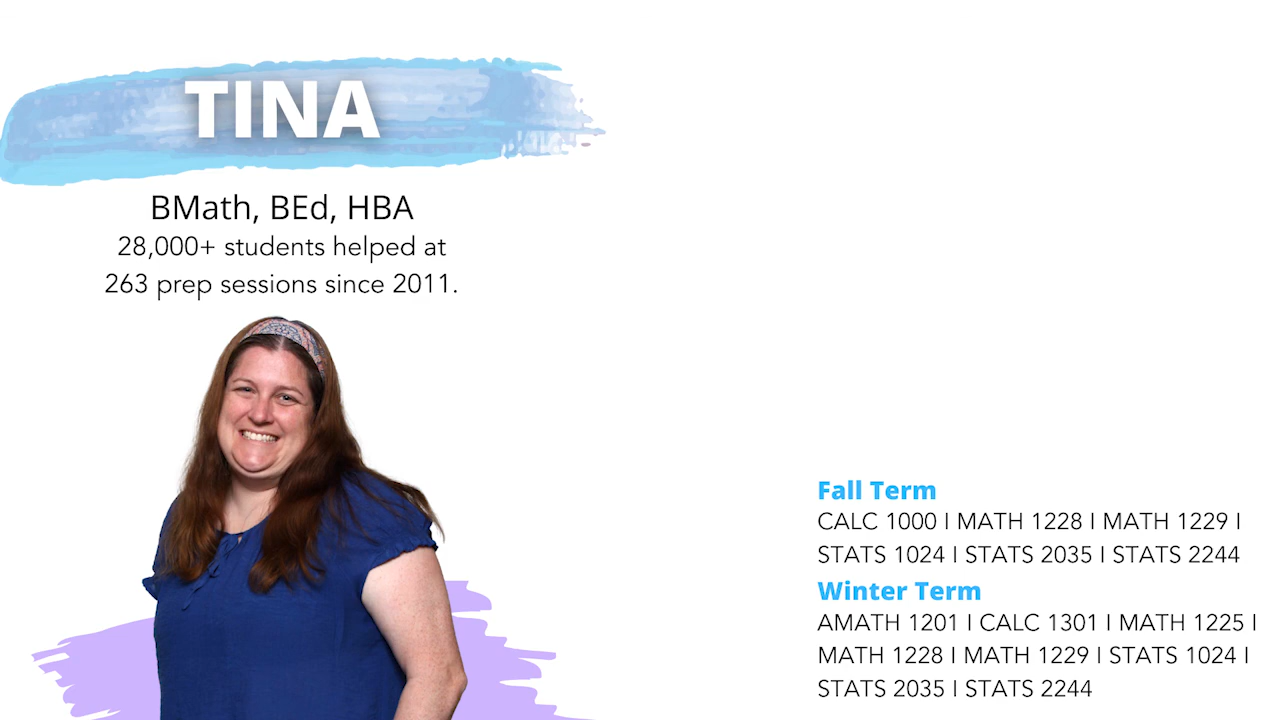 TINA
BMath, BEd, HBA
28,000+ students helped at
263 prep sessions since 2011.
Fall Term
CALC 1000 I MATH 1228 I MATH 1229 I
STATS 1024 I STATS 2035 I STATS 2244
Winter Term
AMATH 1201 I CALC 1301 I MATH 1225 I
MATH 1228 I MATH 1229 I STATS 1024 I
STATS 2035 I STATS 2244